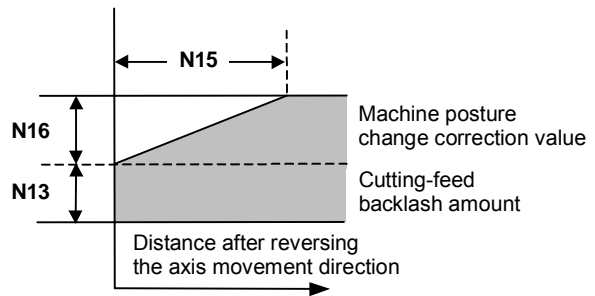 N15
N16
Machine posture
change correction value
N13
Cutting-feed
backlash amount
Distance after reversing
the axis movement direction